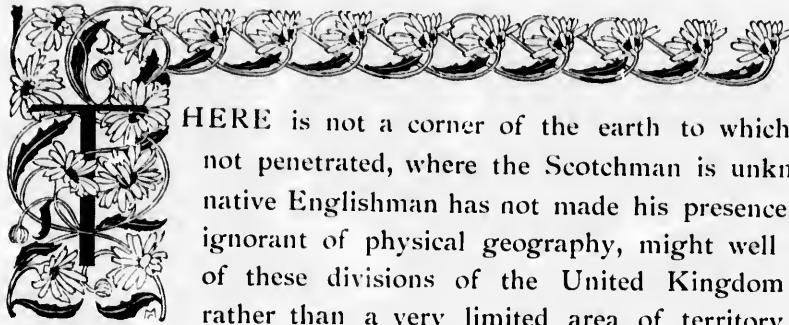 THERE is not a corner of the earth to which
not penetrated, where the Scotchman is
native Englishman has not made his presence
ignorant of physical geography, might well
of these divisions of the United Kingdom
rather than a very limited area of territory